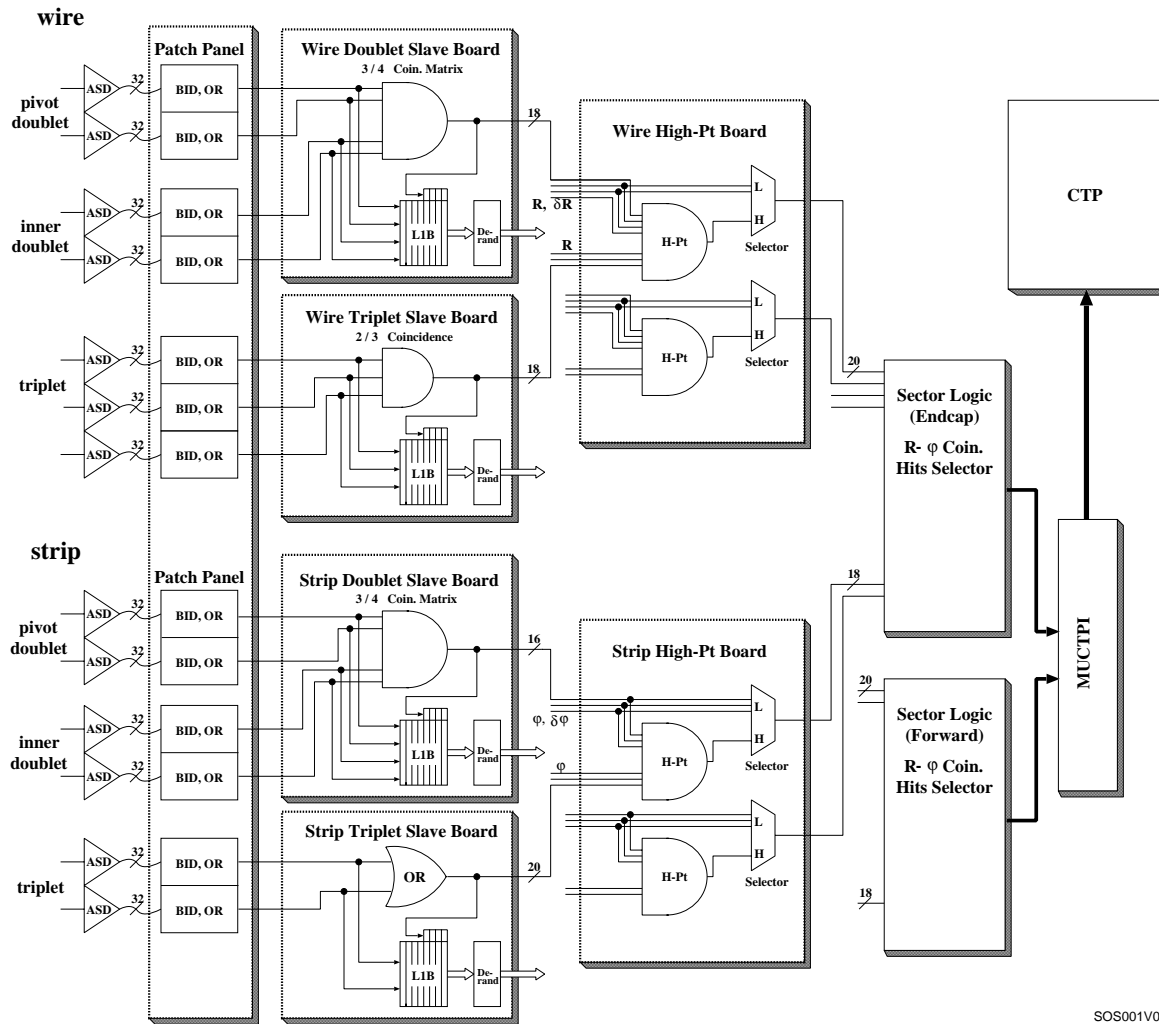 wire
Patch Panel
pivot
doublet
ASD
32
BID, OR
ASD
32
BID, OR
inner
doublet
ASD
32
BID, OR
ASD
32
BID, OR
triplet
ASD
32
BID, OR
ASD
32
BID, OR
ASD
32
BID, OR
Wire Doublet Slave Board
3 / 4 Coin. Matrix
18
L1B
De-
rand
Wire Triplet Slave Board
2 / 3 Coincidence
18
L1B
De-
rand
Wire High-Pt Board
R, δR
R
H-Pt
L
H
Selector
H-Pt
L
H
Selector
strip
Patch Panel
pivot
doublet
ASD
32
BID, OR
ASD
32
BID, OR
inner
doublet
ASD
32
BID, OR
ASD
32
BID, OR
triplet
ASD
32
BID, OR
ASD
32
BID, OR
Strip Doublet Slave Board
3 / 4 Coin. Matrix
16
L1B
De-
rand
Strip Triplet Slave Board
OR
20
L1B
De-
rand
Strip High-Pt Board
φ, δφ
φ
H-Pt
L
H
Selector
H-Pt
L
H
Selector
20
18
Sector Logic
(Endcap)
R- φ Coin.
Hits Selector
20
18
Sector Logic
(Forward)
R- φ Coin.
Hits Selector
MUCTPI
CTP
SOS001V0